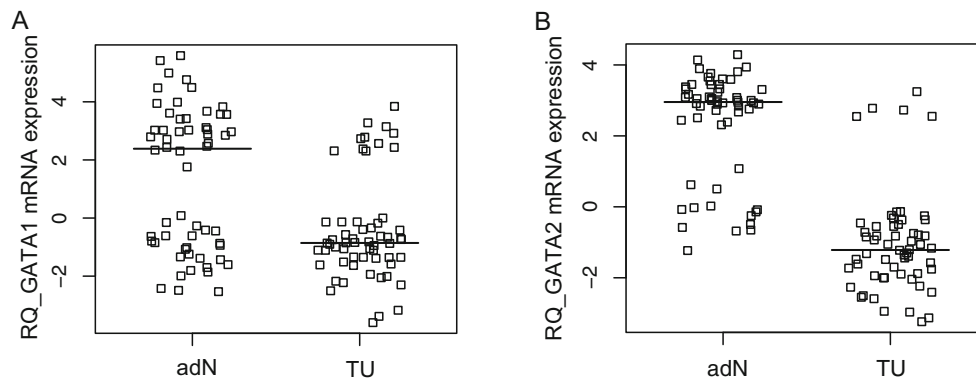 A
RQ_GATA1 mRNA expression
4
2
0
−2
adN
TU
B
RQ_GATA2 mRNA expression
4
2
0
−2
adN
TU